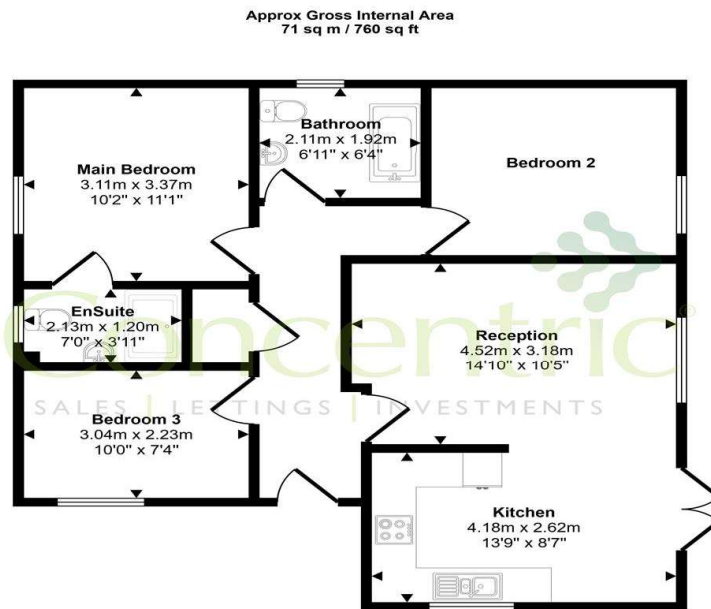 Approx Gross Internal Area
71 sq m / 760 sq ft
Bathroom
2.11m x 1.92m
6'11" x 6'4"
Main Bedroom
3.11m x 3.37m
10'2" x 11'1"
Bedroom 2
EnSuite
2.13m x 1.20m
7'0" x 3'11"
Reception
4.52m x 3.18m
14'10" x 10'5"
Concentric®
SALES | LETTINGS | INVESTMENTS
Bedroom 3
3.04m x 2.23m
10'0" x 7'4"
Kitchen
4.18m x 2.62m
13'9" x 8'7"